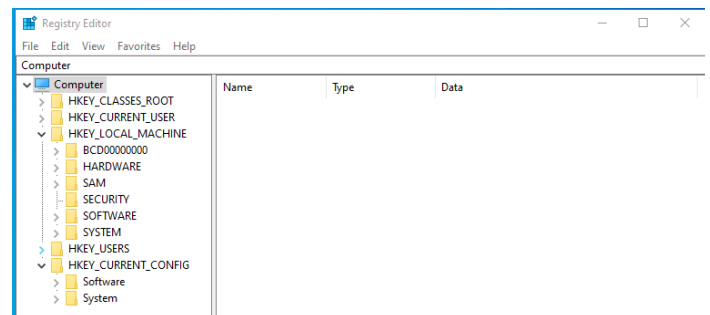 Registry Editor
File Edit View Favorites Help
Computer
Computer
HKEY_CLASSES_ROOT
HKEY_CURRENT_USER
HKEY_LOCAL_MACHINE
BCD00000000
HARDWARE
SAM
SECURITY
SOFTWARE
SYSTEM
HKEY_USERS
HKEY_CURRENT_CONFIG
Software
System
Name Type Data